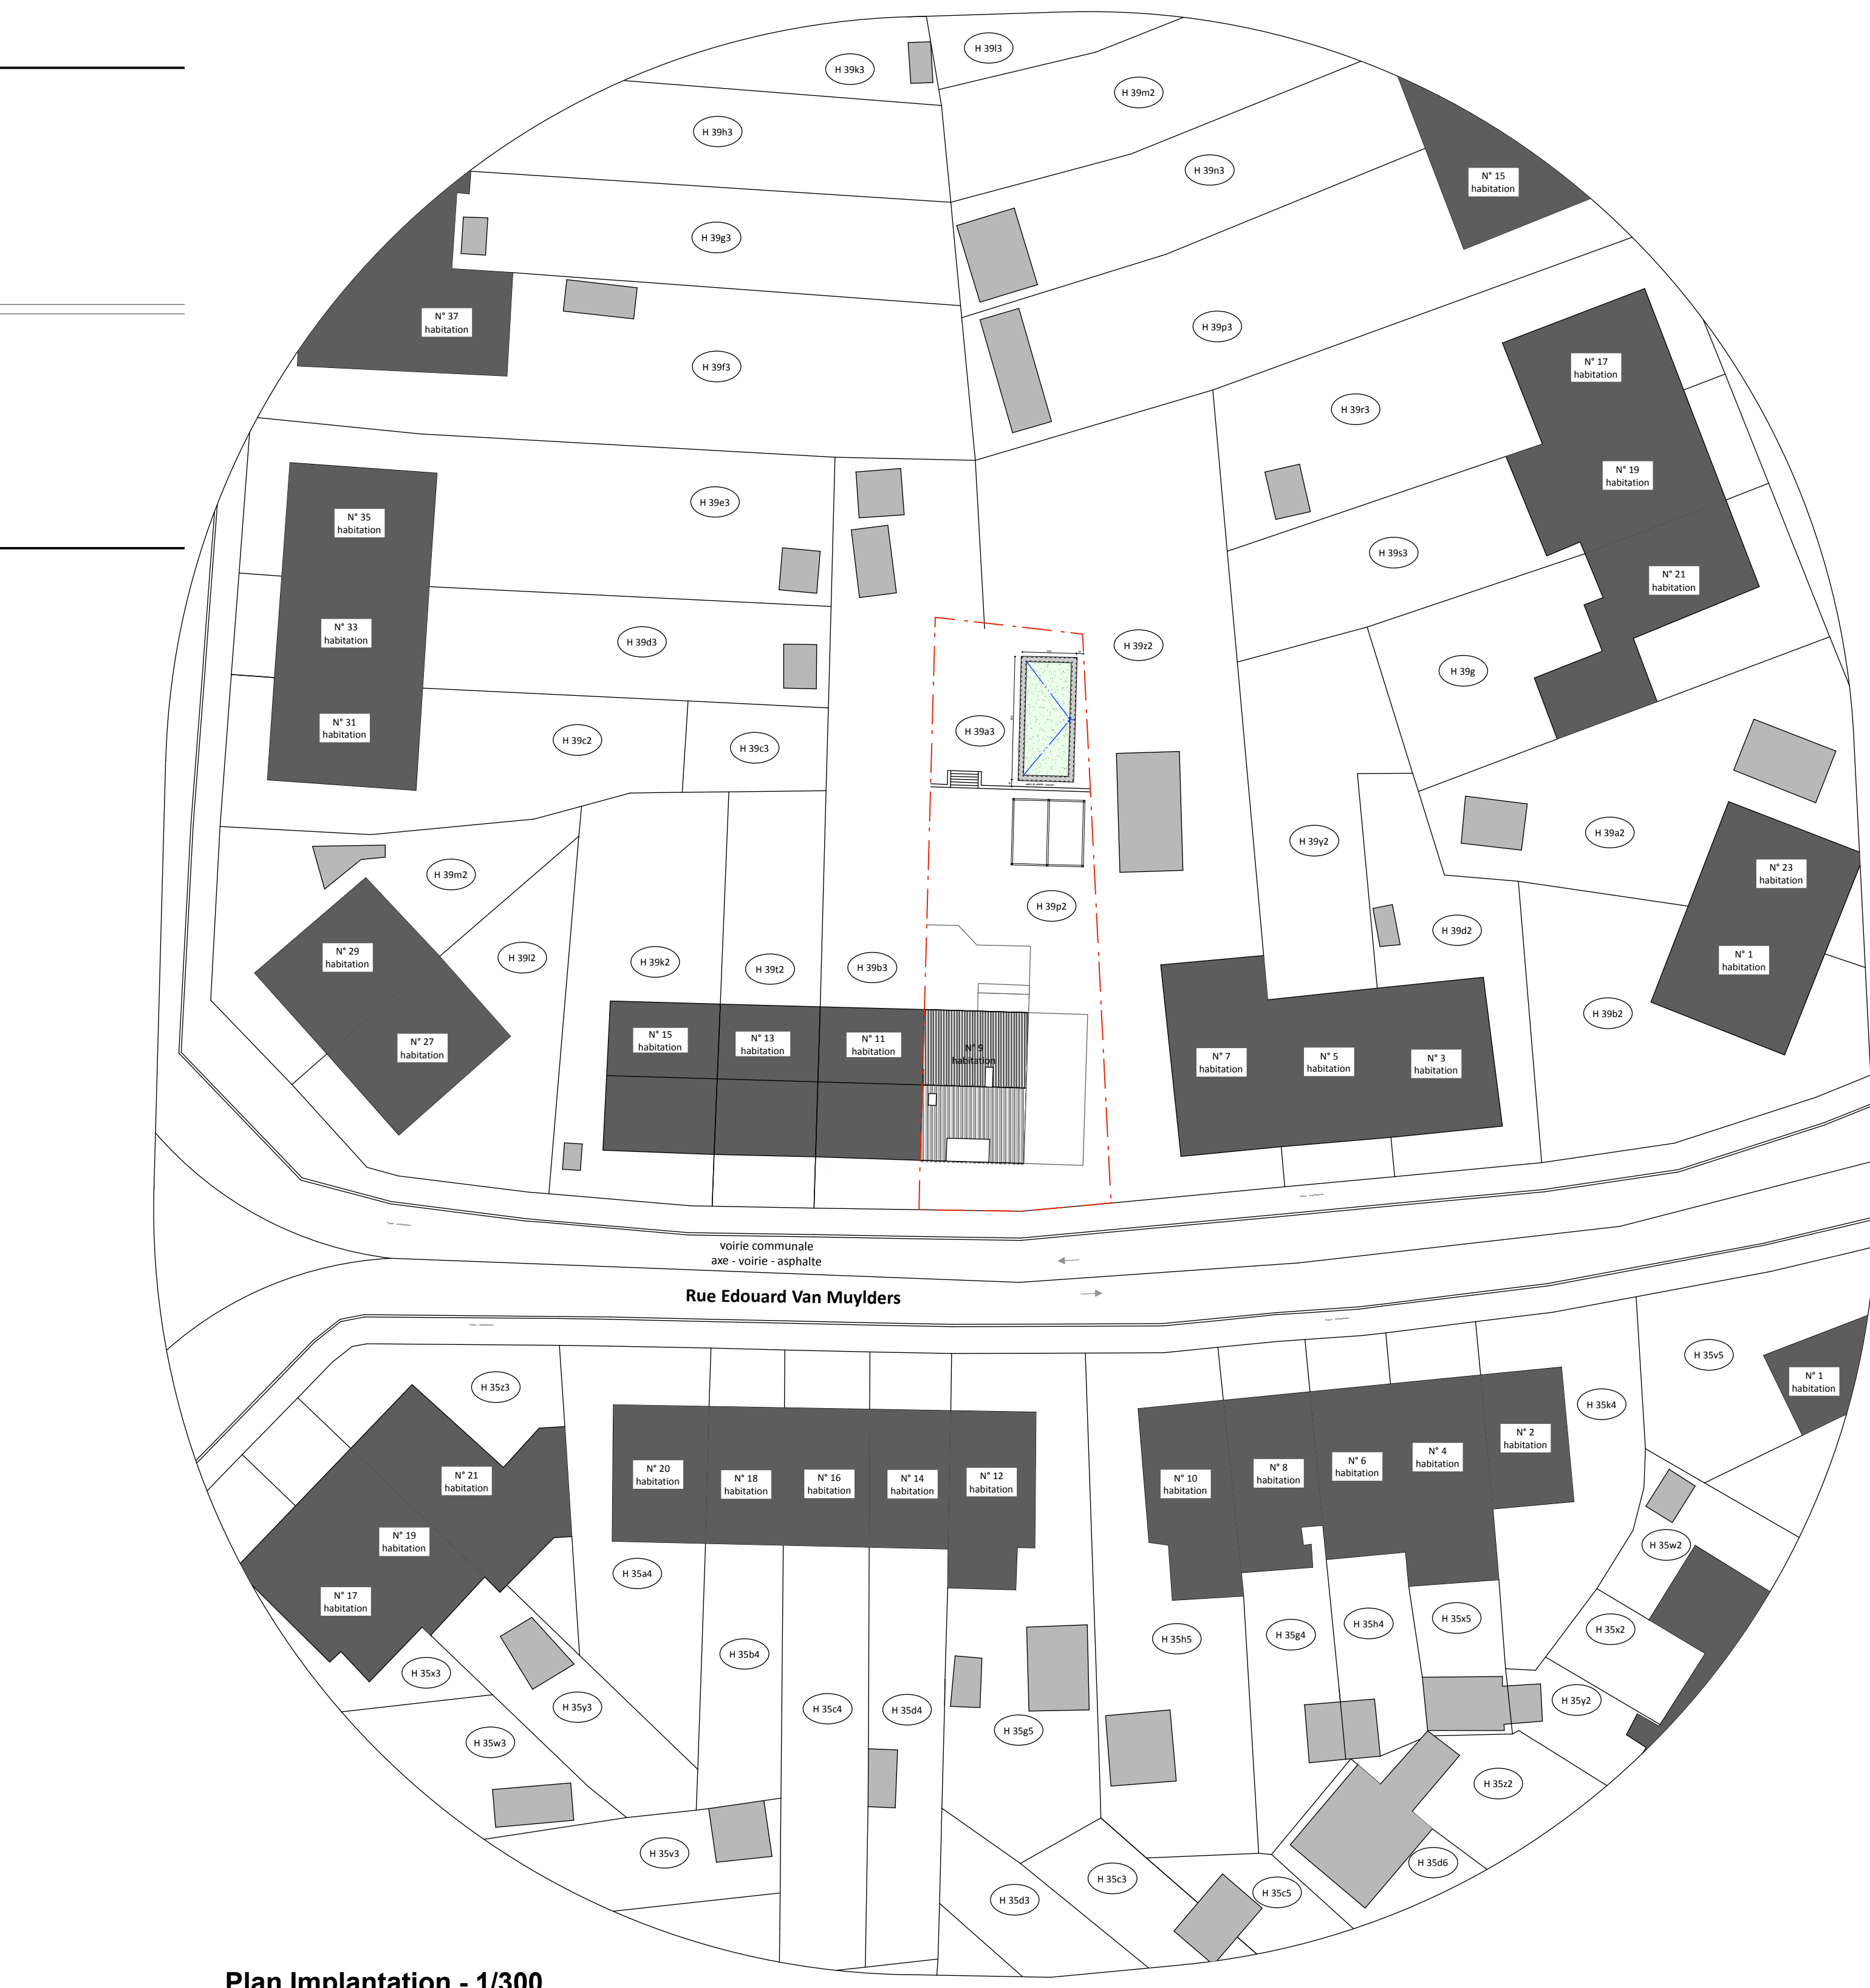 H 39k3
H 39l3
H 39m2
H 39h3
H 39n3
N° 15
habitation
H 39g3
N° 37
habitation
H 39p3
H 39f3
N° 17
habitation
H 39r3
N° 19
habitation
H 39e3
N° 35
habitation
H 39s3
N° 21
habitation
N° 33
habitation
H 39d3
H 39z2
H 39g
N° 31
habitation
H 39c2
H 39c3
H 39a3
H 39y2
H 39a2
H 39m2
N° 23
habitation
H 39p2
H 39d2
N° 29
habitation
H 39l2
H 39k2
H 39t2
H 39b3
N° 1
habitation
H 39b2
N° 27
habitation
N° 15
habitation
N° 13
habitation
N° 11
habitation
N° 9
habitation
N° 7
habitation
N° 5
habitation
N° 3
habitation
voirie communale
axe - voirie - asphalte
Rue Edouard Van Muylders
H 35z3
H 35v5
N° 1
habitation
H 35k4
N° 21
habitation
N° 20
habitation
N° 18
habitation
N° 16
habitation
N° 14
habitation
N° 12
habitation
N° 10
habitation
N° 8
habitation
N° 6
habitation
N° 4
habitation
N° 2
habitation
N° 19
habitation
H 35w2
N° 17
habitation
H 35a4
H 35x3
H 35y3
H 35b4
H 35h5
H 35g4
H 35h4
H 35x5
H 35x2
H 35w3
H 35c4
H 35d4
H 35g5
H 35y2
H 35z2
H 35v3
H 35d3
H 35c3
H 35c5
H 35d6
Plan Implantation - 1/300